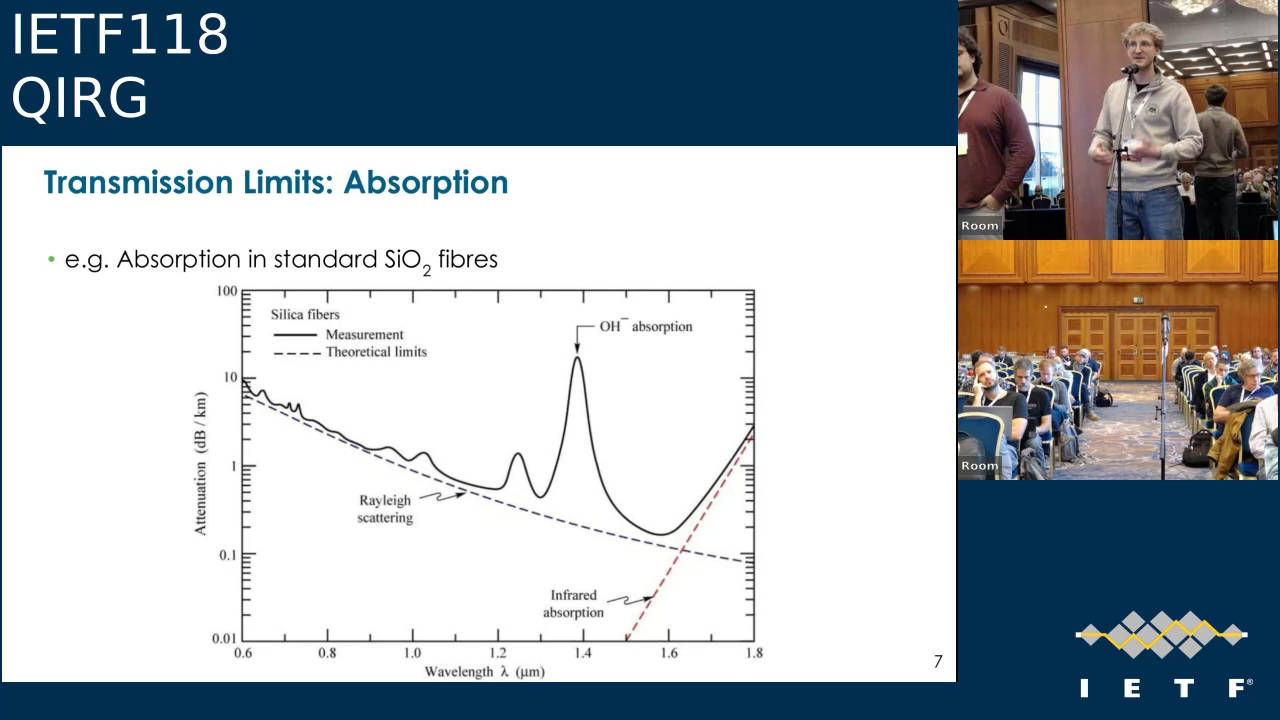 IETF118
QIRG
Transmission Limits: Absorption
• e.g. Absorption in standard SiO₂ fibres
100
10
1
0.1
0.01
Attenuation (dB / km)
Silica fibers
Measurement
Theoretical limits
OH⁻ absorption
Rayleigh
scattering
Infrared
absorption
0.6 0.8 1.0 1.2 1.4 1.6 1.8
Wavelength λ (μm)
7
Room
Room
I E T F®